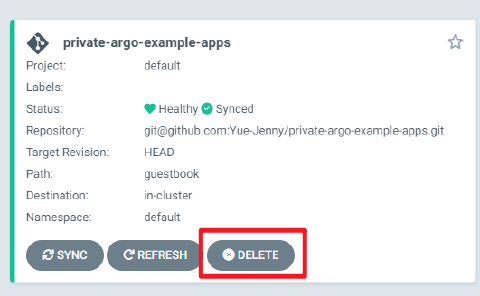 private-argo-example-apps
Project: default
Labels:
Status: Healthy Synced
Repository: git@github.com:Yue-Jenny/private-argo-example-apps.git
Target Revision: HEAD
Path: guestbook
Destination: in-cluster
Namespace: default
SYNC REFRESH DELETE